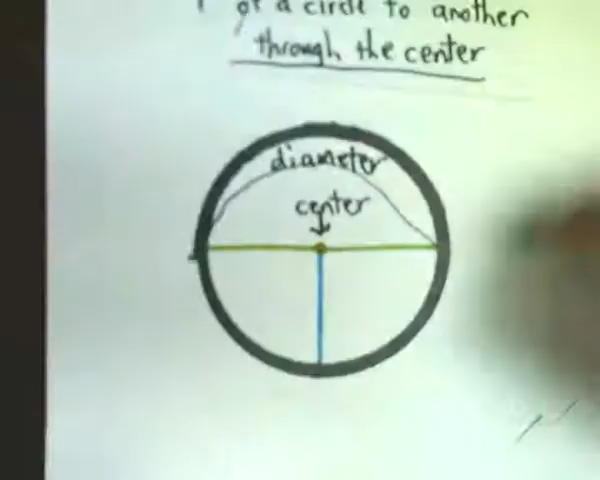 of a circle to another
through the center
diameter
center